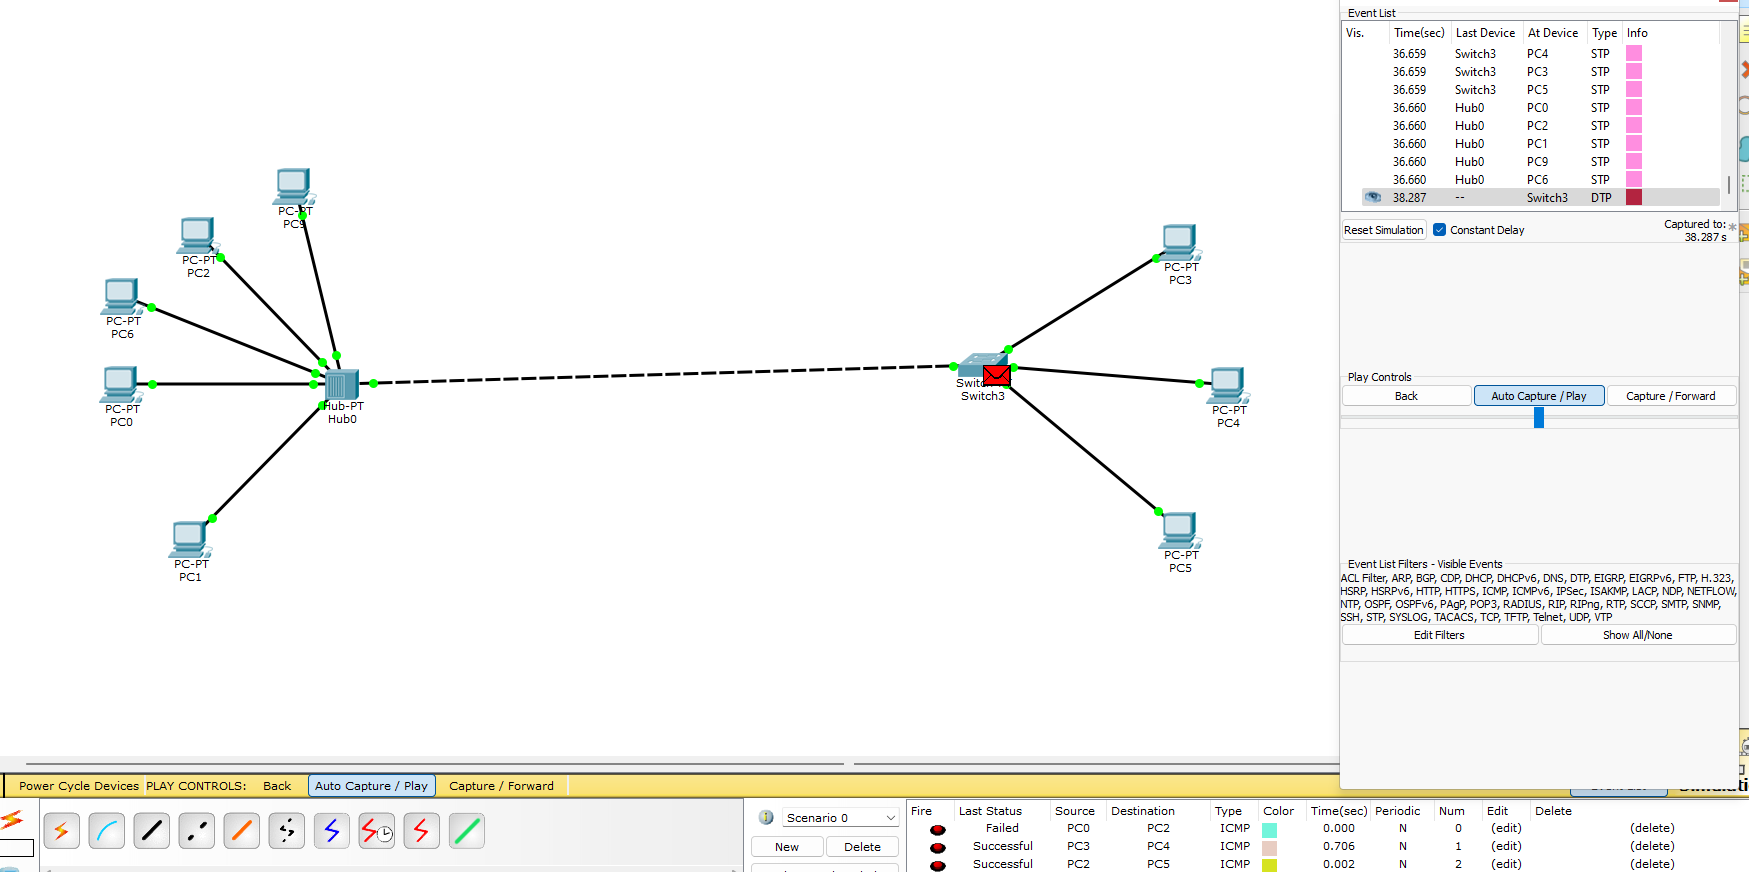 Event List
Vis. Time(sec) Last Device At Device Type Info
36.659 Switch3 PC4 STP
36.659 Switch3 PC3 STP
36.659 Switch3 PC5 STP
36.660 Hub0 PC0 STP
36.660 Hub0 PC2 STP
36.660 Hub0 PC1 STP
36.660 Hub0 PC9 STP
36.660 Hub0 PC6 STP
38.287 -- Switch3 DTP
Reset Simulation Constant Delay Captured to: *
38.287 s
PC-PT
PC9
PC-PT
PC2
PC-PT
PC6
PC-PT
PC0
Hub-PT
Hub0
PC-PT
PC1
Switch3
PC-PT
PC3
PC-PT
PC4
PC-PT
PC5
Play Controls
Back Auto Capture / Play Capture / Forward
Event List Filters - Visible Events
ACL Filter, ARP, BGP, CDP, DHCP, DHCPv6, DNS, DTP, EIGRP, EIGRPv6, FTP, H.323,
HSRP, HSRPv6, HTTP, HTTPS, ICMP, ICMPv6, IPSec, ISAKMP, LACP, NDP, NETFLOW,
NTP, OSPF, OSPFv6, PAgP, POP3, RADIUS, RIP, RIPng, RTP, SCCP, SMTP, SNMP,
SSH, STP, SYSLOG, TACACS, TCP, TFTP, Telnet, UDP, VTP
Edit Filters Show All/None
Power Cycle Devices PLAY CONTROLS: Back Auto Capture / Play Capture / Forward
Scenario 0
New Delete
Fire Last Status Source Destination Type Color Time(sec) Periodic Num Edit Delete
Failed PC0 PC2 ICMP 0.000 N 0 (edit) (delete)
Successful PC3 PC4 ICMP 0.706 N 1 (edit) (delete)
Successful PC2 PC5 ICMP 0.002 N 2 (edit) (delete)